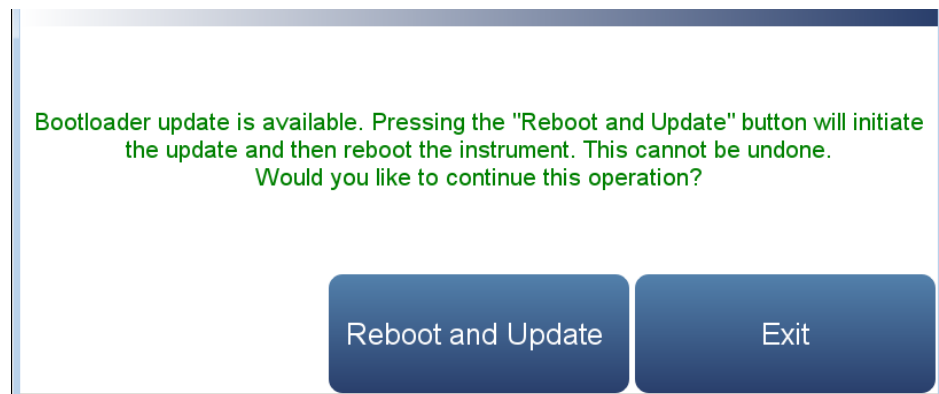 Bootloader update is available. Pressing the "Reboot and Update" button will initiate
the update and then reboot the instrument. This cannot be undone.
Would you like to continue this operation?
Reboot and Update
Exit